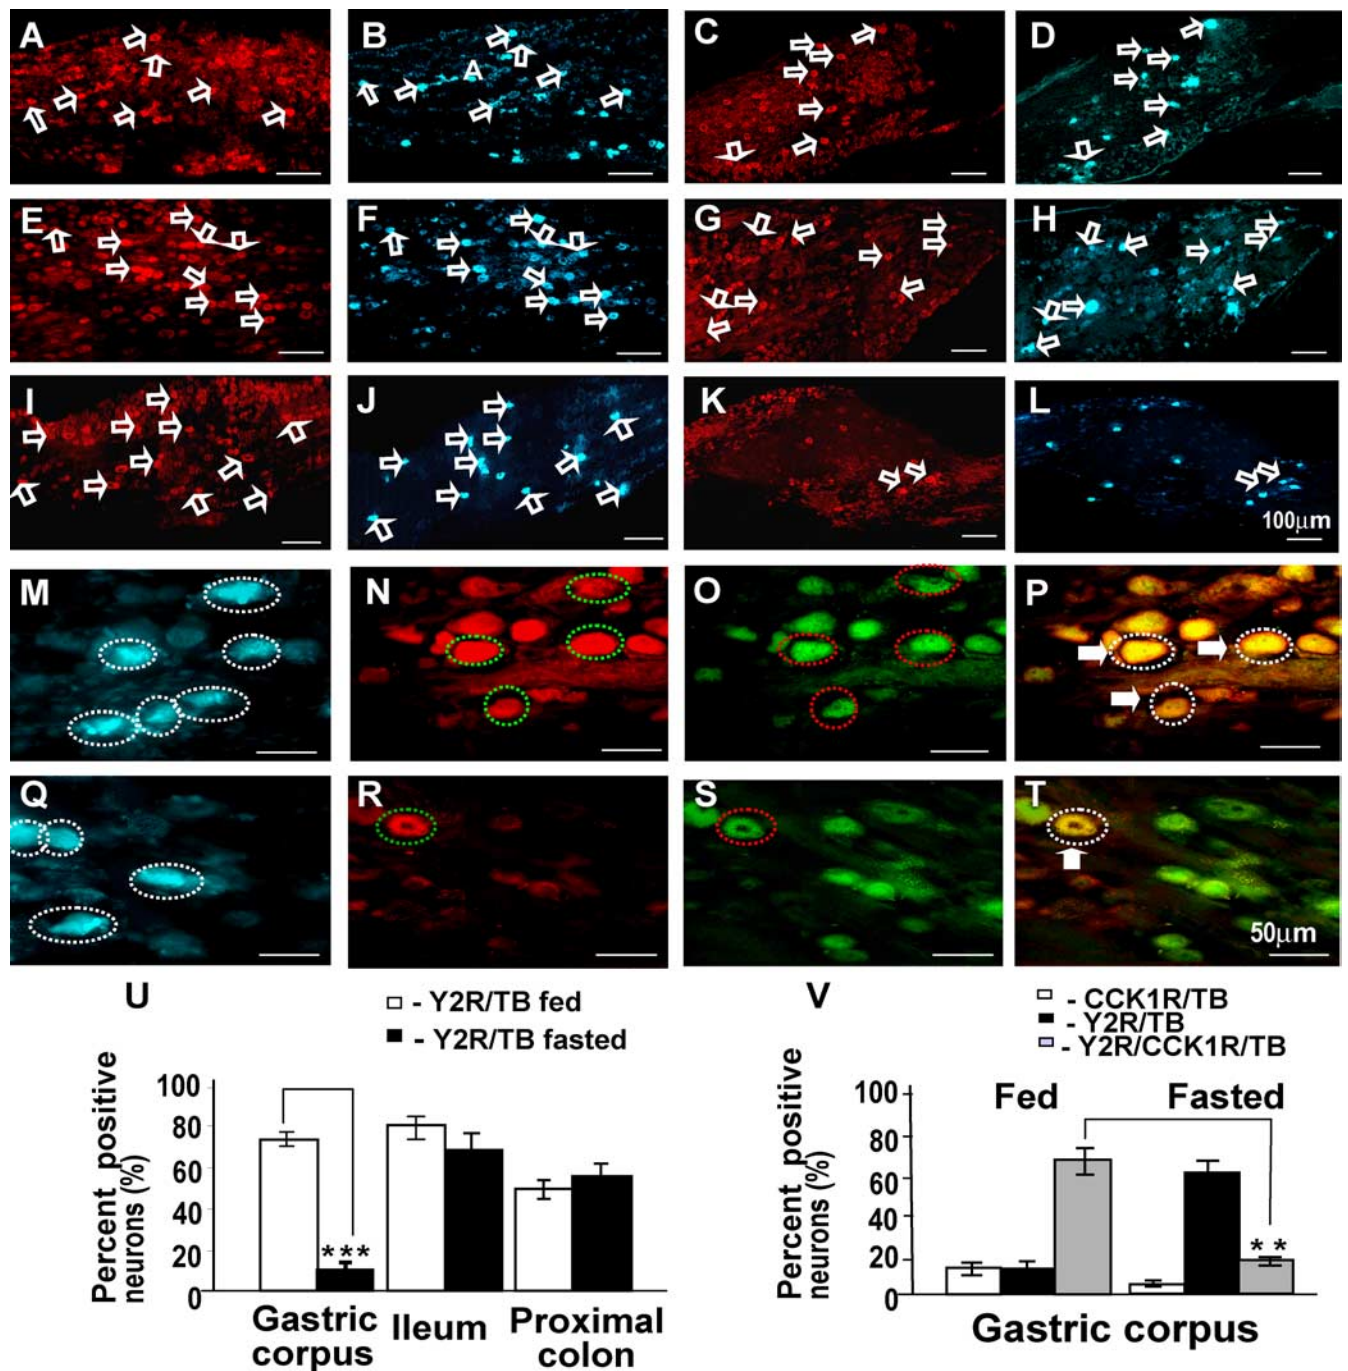 A B C D
A
E F G H
I J K L
100µm
M N O P
Q R S T
50µm
U
- Y2R/TB fed
- Y2R/TB fasted
Percent positive
neurons (%)
100
80
60
40
20
0
***
Gastric
corpus
Ileum
Proximal
colon
V
- CCK1R/TB
- Y2R/TB
- Y2R/CCK1R/TB
Percent positive
neurons (%)
100
80
60
40
20
0
Fed Fasted
**
Gastric corpus